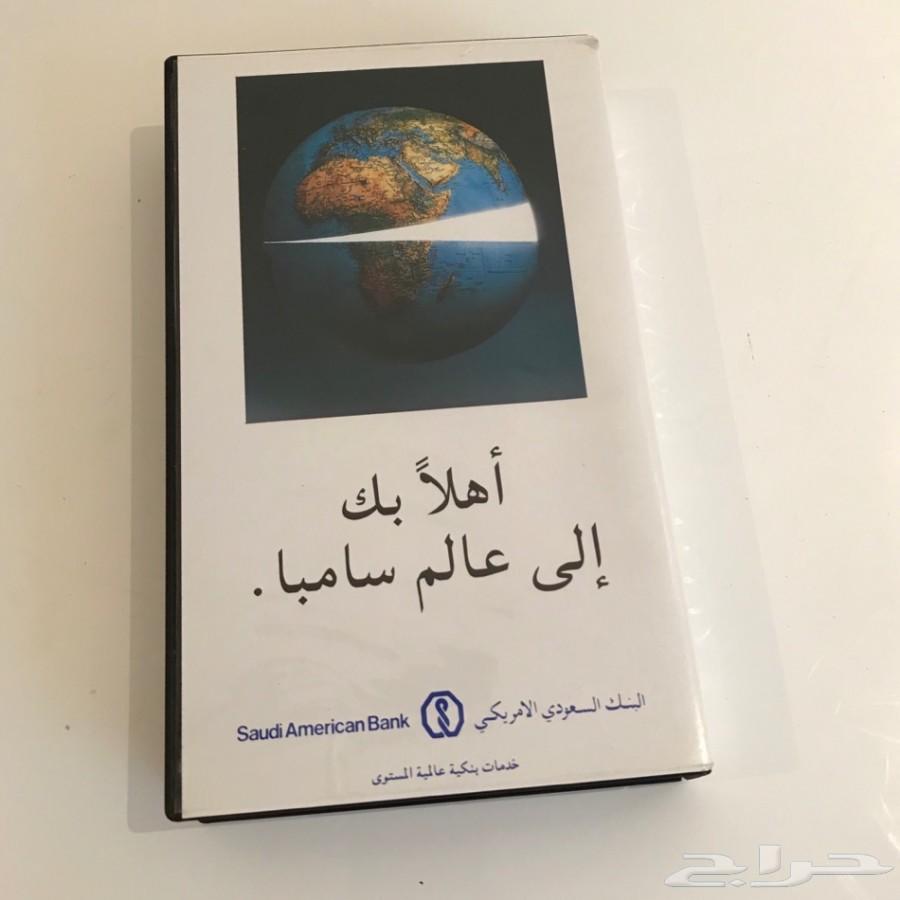 أهلاً بك
إلى عالم سامبا.
البنك السعودي الامريكي Saudi American Bank
خدمات بنكية عالمية المستوى
حراج